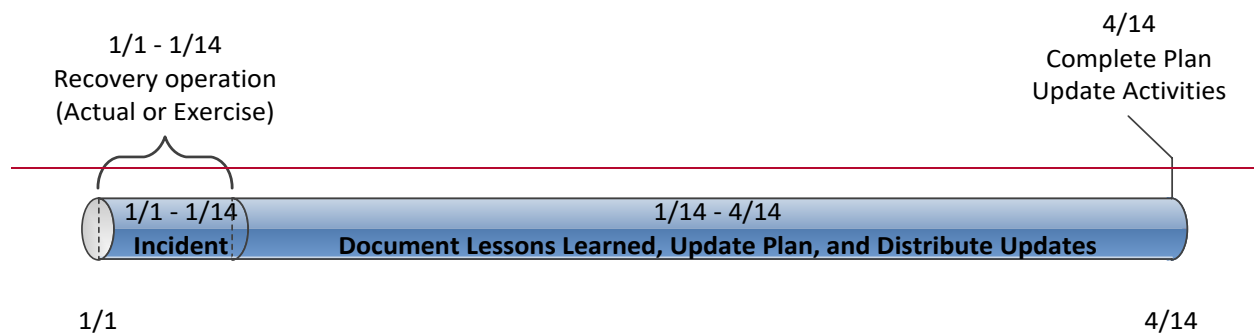 1/1 - 1/14
Recovery operation
(Actual or Exercise)
4/14
Complete Plan
Update Activities
1/1 - 1/14
Incident
1/14 - 4/14
Document Lessons Learned, Update Plan, and Distribute Updates
1/1
4/14